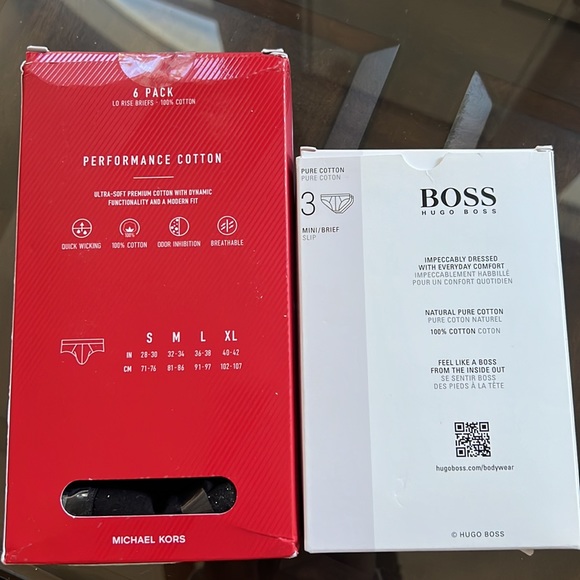 6 PACK
LO RISE BRIEFS - 100% COTTON
PERFORMANCE COTTON
ULTRA-SOFT PREMIUM COTTON WITH DYNAMIC
FUNCTIONALITY AND A MODERN FIT
100%
QUICK WICKING 100% COTTON ODOR INHIBITION BREATHABLE
S M L XL
IN 28-30 32-34 36-38 40-42
CM 71-76 81-86 91-97 102-107
MICHAEL KORS
PURE COTTON
PURE COTON
3
MINI/BRIEF
SLIP
BOSS
HUGO BOSS
IMPECCABLY DRESSED
WITH EVERYDAY COMFORT
IMPECCABLEMENT HABILLÉ
POUR UN CONFORT QUOTIDIEN
NATURAL PURE COTTON
PURE COTON NATUREL
100% COTTON COTON
FEEL LIKE A BOSS
FROM THE INSIDE OUT
SE SENTIR BOSS
DES PIEDS À LA TÊTE
hugoboss.com/bodywear
© HUGO BOSS